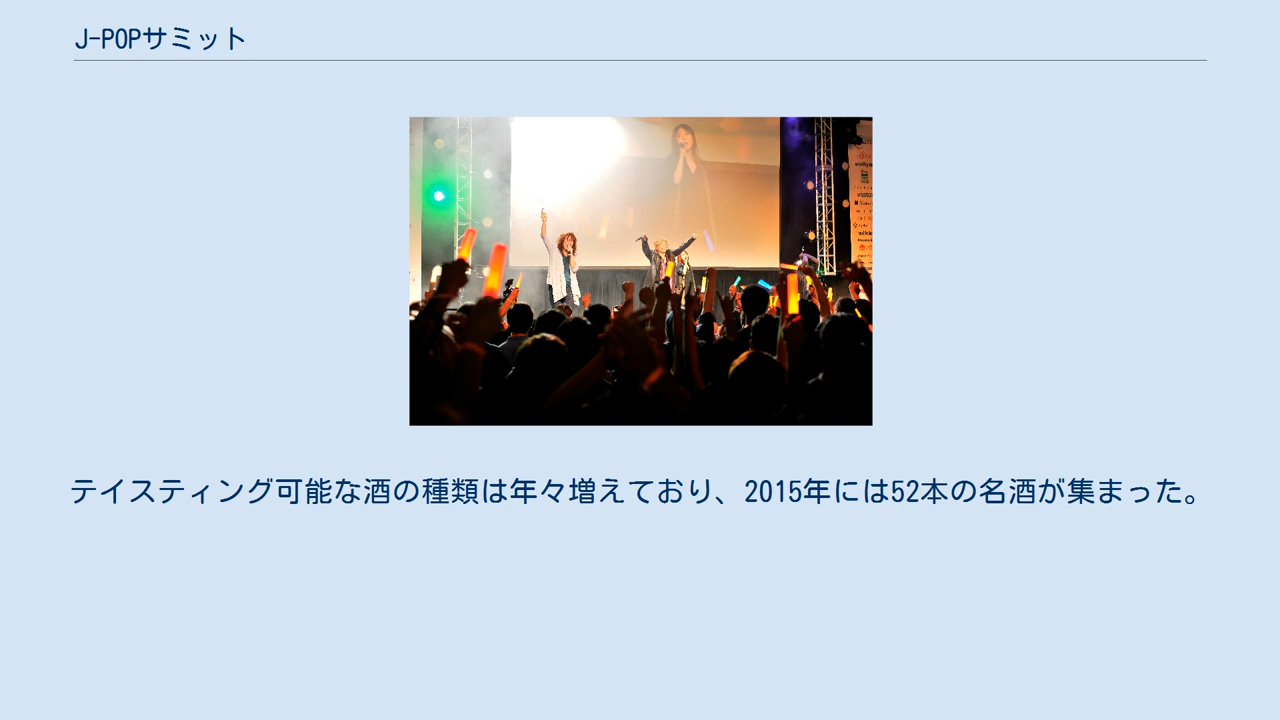 J-POPサミット
テイスティング可能な酒の種類は年々増えており、2015年には52本の名酒が集まった。